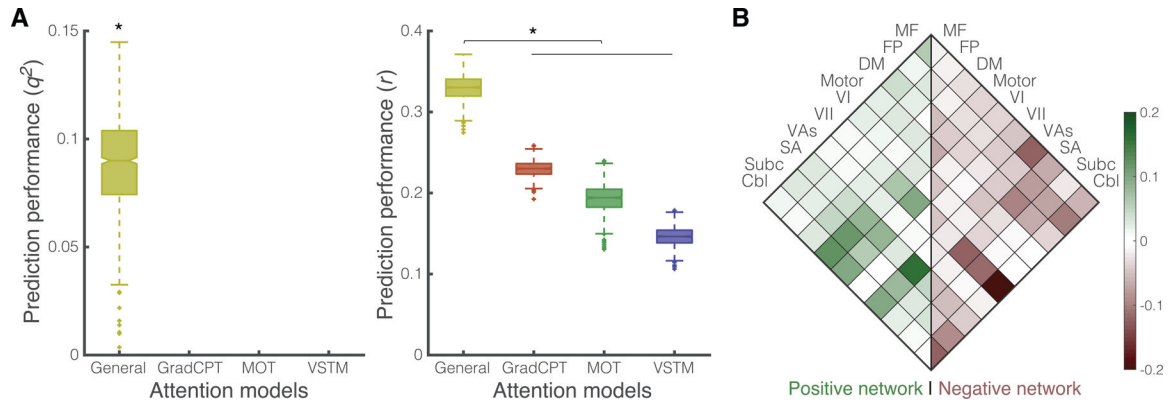 A
Prediction performance (q²)
0.15
0.1
0.05
0
*
General GradCPT MOT VSTM
Attention models
Prediction performance (r)
0.4
0.3
0.2
0.1
*
General GradCPT MOT VSTM
Attention models
B
MF
FP
DM
Motor
VI
VII
VAs
SA
Subc
Cbl
MF
FP
DM
Motor
VI
VII
VAs
SA
Subc
Cbl
0.2
0.1
0
-0.1
-0.2
Positive network | Negative network